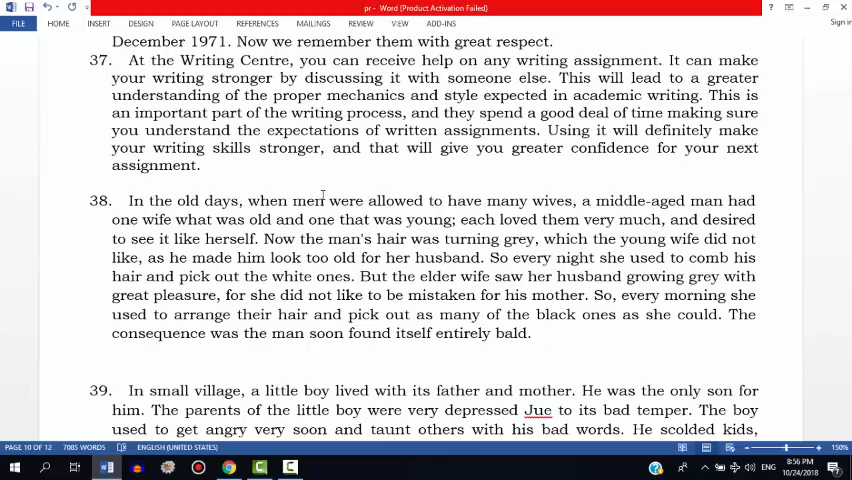 pr - Word (Product Activation Failed)
FILE HOME INSERT DESIGN PAGE LAYOUT REFERENCES MAILINGS REVIEW VIEW ADD-INS Sign in
December 1971. Now we remember them with great respect.
37. At the Writing Centre, you can receive help on any writing assignment. It can make
your writing stronger by discussing it with someone else. This will lead to a greater
understanding of the proper mechanics and style expected in academic writing. This is
an important part of the writing process, and they spend a good deal of time making sure
you understand the expectations of written assignments. Using it will definitely make
your writing skills stronger, and that will give you greater confidence for your next
assignment.
38. In the old days, when men were allowed to have many wives, a middle-aged man had
one wife what was old and one that was young; each loved them very much, and desired
to see it like herself. Now the man's hair was turning grey, which the young wife did not
like, as he made him look too old for her husband. So every night she used to comb his
hair and pick out the white ones. But the elder wife saw her husband growing grey with
great pleasure, for she did not like to be mistaken for his mother. So, every morning she
used to arrange their hair and pick out as many of the black ones as she could. The
consequence was the man soon found itself entirely bald.
39. In small village, a little boy lived with its father and mother. He was the only son for
him. The parents of the little boy were very depressed Jue to its bad temper. The boy
used to get angry very soon and taunt others with his bad words. He scolded kids,
PAGE 10 OF 12 7085 WORDS ENGLISH (UNITED STATES) 150%
ENG 8:56 PM
10/24/2018